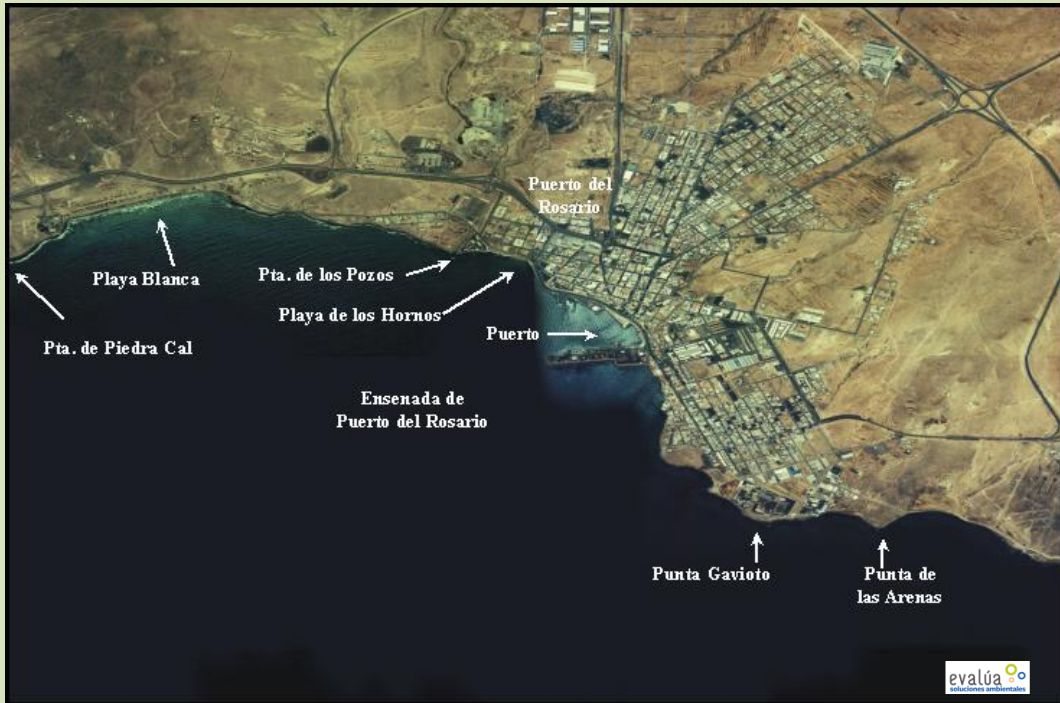 Puerto del
Rosario
Playa Blanca
Pta. de los Pozos
Playa de los Hornos
Puerto
Pta. de Piedra Cal
Ensenada de
Puerto del Rosario
Punta Gavioto
Punta de
las Arenas
evalúa
soluciones ambientales